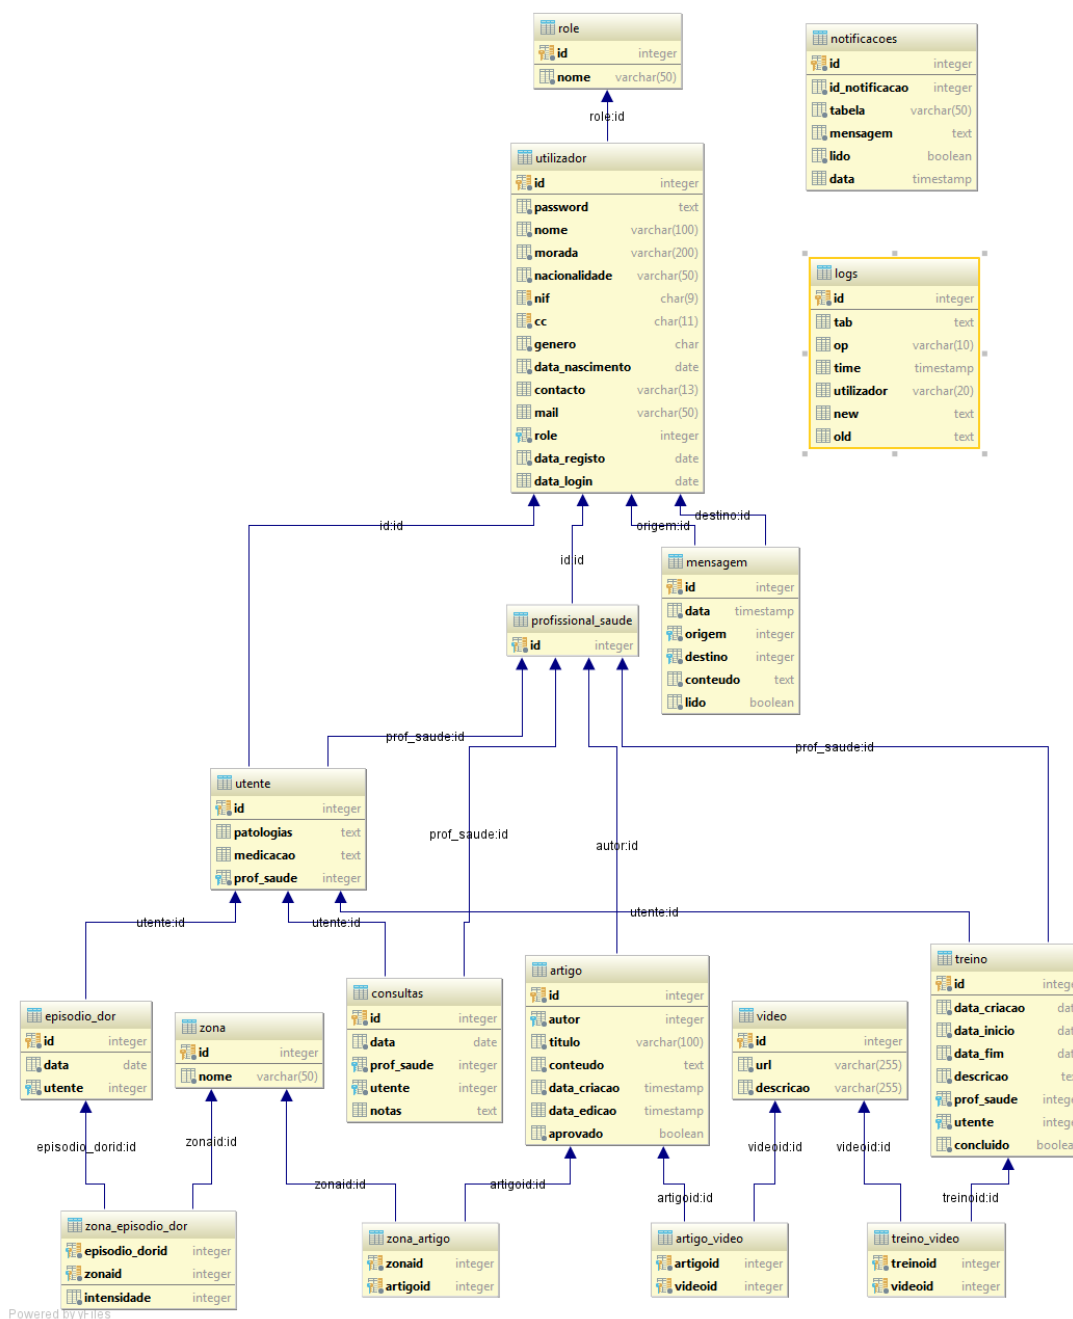 role
id integer
nome varchar(50)
notificacoes
id integer
id_notificacao integer
tabela varchar(50)
mensagem text
lido boolean
data timestamp
role:id
utilizador
id integer
password text
nome varchar(100)
morada varchar(200)
nacionalidade varchar(50)
nif char(9)
cc char(11)
genero char
data_nascimento date
contacto varchar(13)
mail varchar(50)
role integer
data_registo date
data_login date
logs
id integer
tab text
op varchar(10)
time timestamp
utilizador varchar(20)
new text
old text
id:id
id:id
origem:id
destino:id
mensagem
id integer
data timestamp
origem integer
destino integer
conteudo text
lido boolean
profissional_saude
id integer
prof_saude:id
prof_saude:id
autor:id
prof_saude:id
utente
id integer
patologias text
medicacao text
prof_saude integer
utente:id
utente:id
utente:id
episodio_dor
id integer
data date
utente integer
zona
id integer
nome varchar(50)
consultas
id integer
data date
prof_saude integer
utente integer
notas text
artigo
id integer
autor integer
titulo varchar(100)
conteudo text
data_criacao timestamp
data_edicao timestamp
aprovado boolean
video
id integer
url varchar(255)
descricao varchar(255)
treino
id intege
data_criacao dat
data_inicio dat
data_fim dat
descricao te
prof_saude intege
utente intege
concluido boolea
episodio_dorid:id
zonaid:id
zonaid:id
artigoid:id
artigoid:id
videoid:id
videoid:id
treinoid:id
zona_episodio_dor
episodio_dorid integer
zonaid integer
intensidade integer
zona_artigo
zonaid integer
artigoid integer
artigo_video
artigoid integer
videoid integer
treino_video
treinoid integer
videoid integer
Powered by yFiles